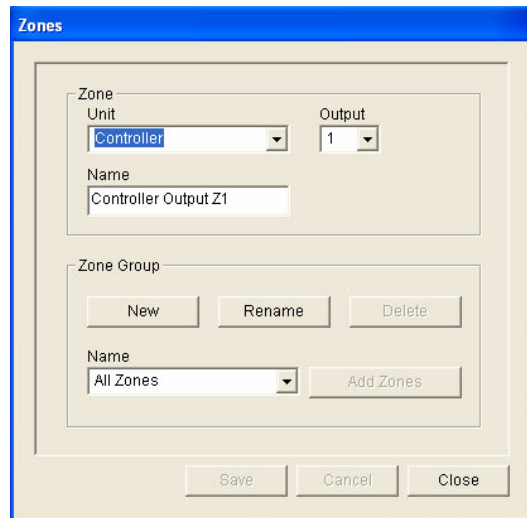 Zones
Zone
Unit Output
Controller 1
Name
Controller Output Z1
Zone Group
New Rename Delete
Name
All Zones Add Zones
Save Cancel Close